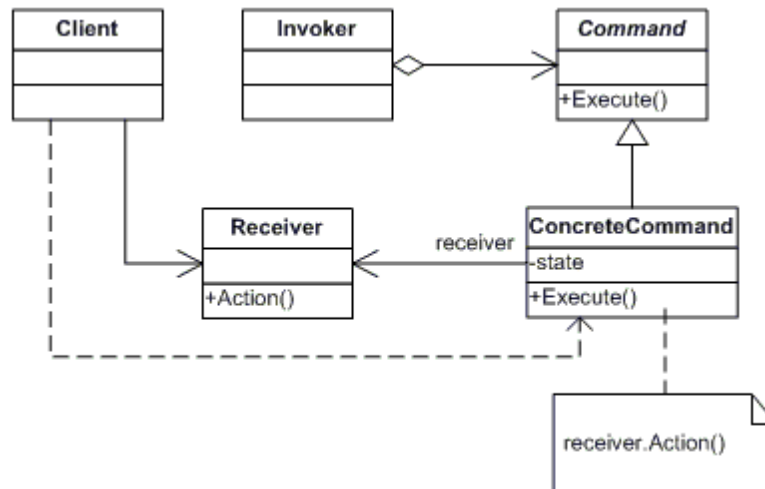 Client
Invoker
Command
+Execute()
Receiver
+Action()
receiver
ConcreteCommand
-state
+Execute()
receiver.Action()